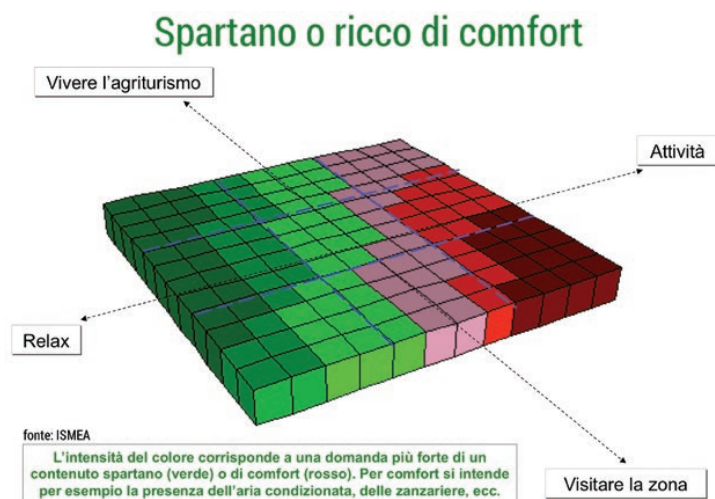 Spartano o ricco di comfort
Vivere l'agriturismo
Attività
Relax
fonte: ISMEA
L'intensità del colore corrisponde a una domanda più forte di un
contenuto spartano (verde) o di comfort (rosso). Per comfort si intende
per esempio la presenza dell'aria condizionata, delle zanzariere, ecc.
Visitare la zona